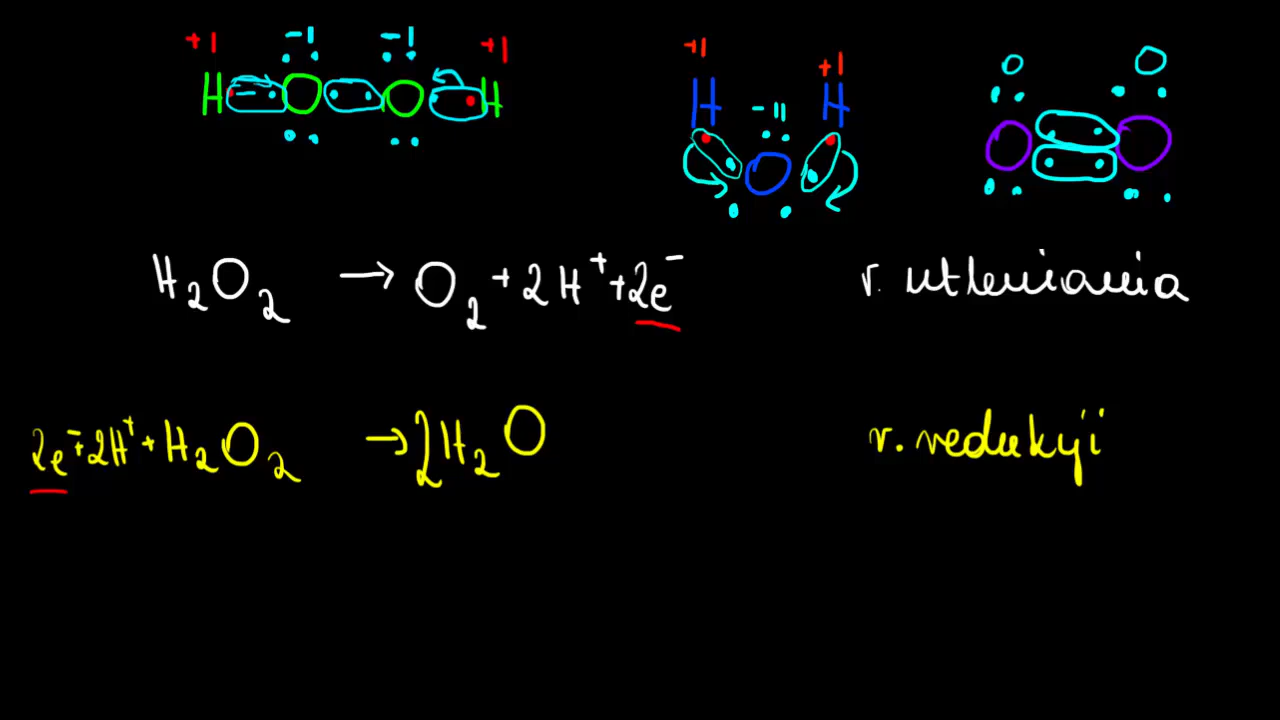 +1 -1 -1 +1
H O O H
+1 +1
H -II H
O
O O
O O
H₂O₂ → O₂ + 2H⁺ + 2e⁻ r. utleniania
2e⁻ + 2H⁺ + H₂O₂ → 2H₂O r. redukcji